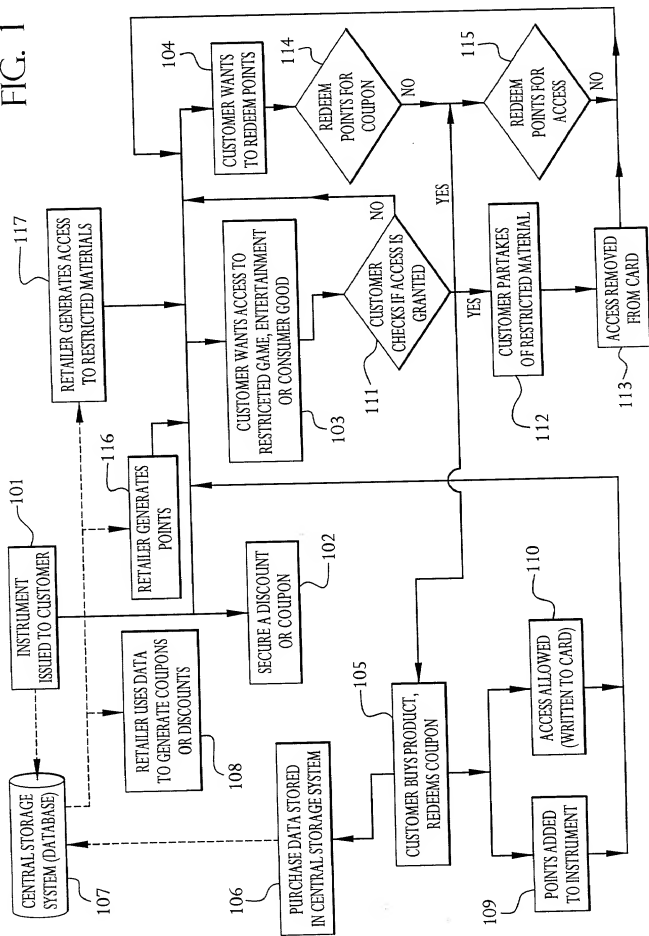 FIG. 1
101
INSTRUMENT
ISSUED TO CUSTOMER
117
RETAILER GENERATES ACCESS
TO RESTRICTED MATERIALS
CENTRAL STORAGE
SYSTEM (DATABASE)
107
RETAILER USES DATA
TO GENERATE COUPONS
OR DISCOUNTS
108
116
RETAILER GENERATES
POINTS
SECURE A DISCOUNT
OR COUPON
102
CUSTOMER WANTS ACCESS TO
RESTRICETED GAME, ENTERTAINMENT
OR CONSUMER GOOD
103
104
CUSTOMER WANTS
TO REDEEM POINTS
114
REDEEM
POINTS FOR
COUPON
NO
CUSTOMER
CHECKS IF ACCESS IS
GRANTED
111
NO
YES
YES
115
REDEEM
POINTS FOR
ACCESS
NO
PURCHASE DATA STORED
IN CENTRAL STORAGE SYSTEM
106
105
CUSTOMER BUYS PRODUCT,
REDEEMS COUPON
CUSTOMER PARTAKES
OF RESTRICTED MATERIAL
112
POINTS ADDED
TO INSTRUMENT
109
ACCESS ALLOWED
(WRITTEN TO CARD)
110
ACCESS REMOVED
FROM CARD
113